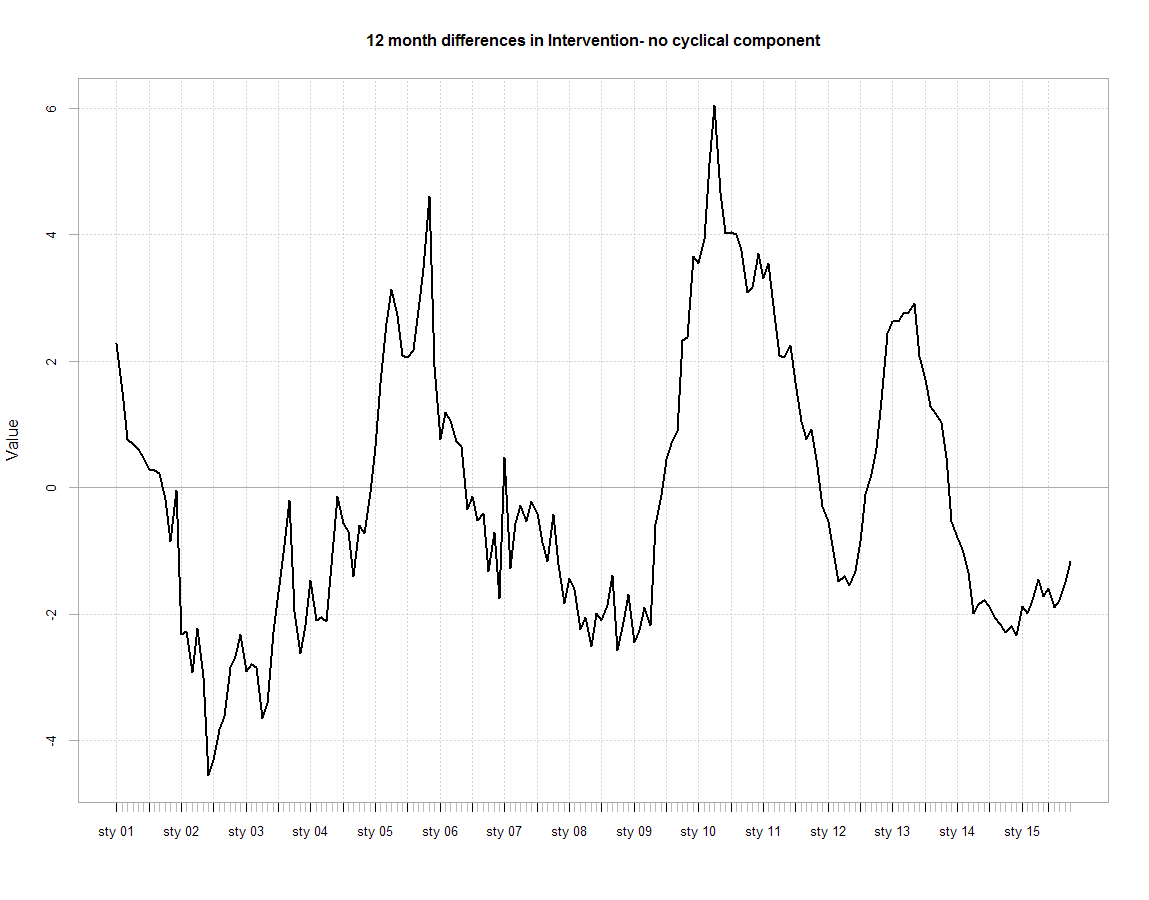 12 month differences in Intervention- no cyclical component
Value
6
4
2
0
-2
-4
sty 01 sty 02 sty 03 sty 04 sty 05 sty 06 sty 07 sty 08 sty 09 sty 10 sty 11 sty 12 sty 13 sty 14 sty 15